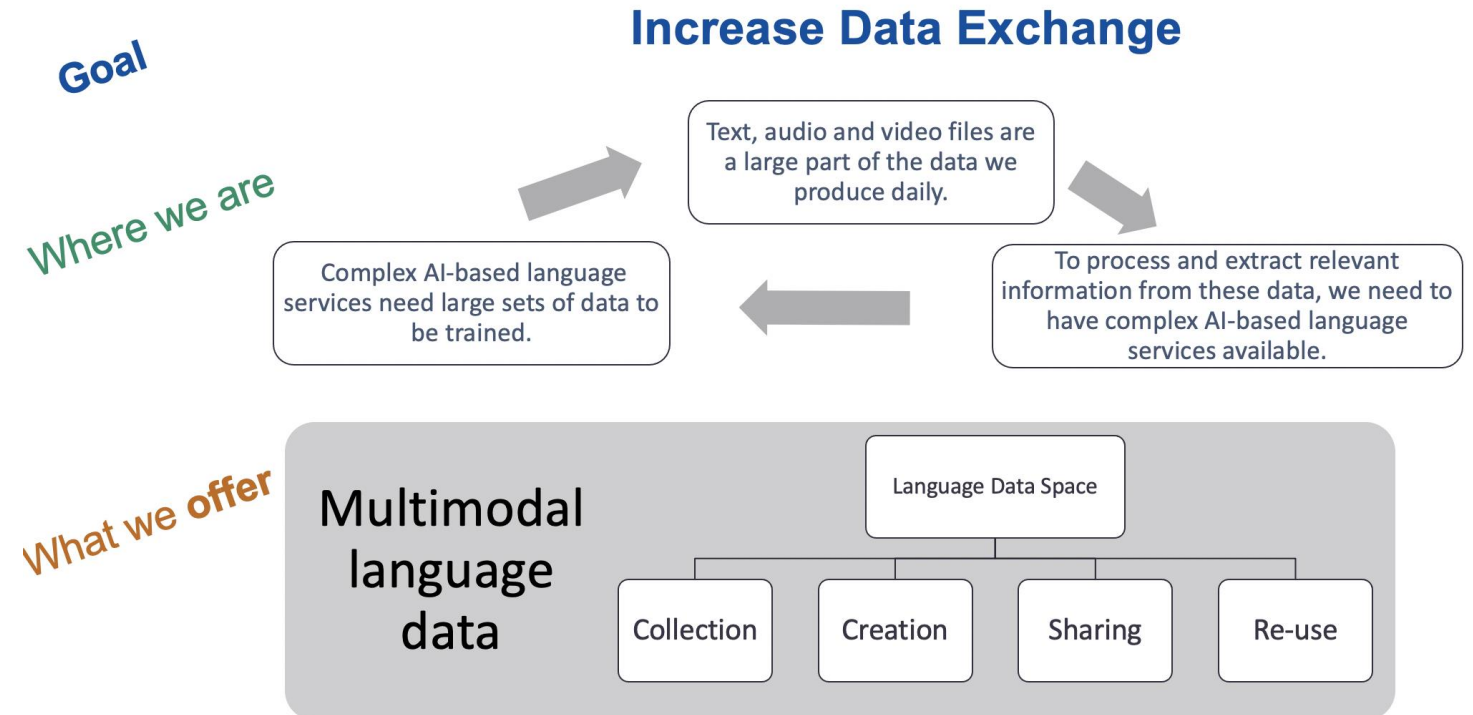 Goal
Increase Data Exchange
Where we are
Text, audio and video files are
a large part of the data we
produce daily.
To process and extract relevant
information from these data, we need to
have complex AI-based language
services available.
Complex AI-based language
services need large sets of data to
be trained.
What we offer
Multimodal
language
data
Language Data Space
Collection
Creation
Sharing
Re-use